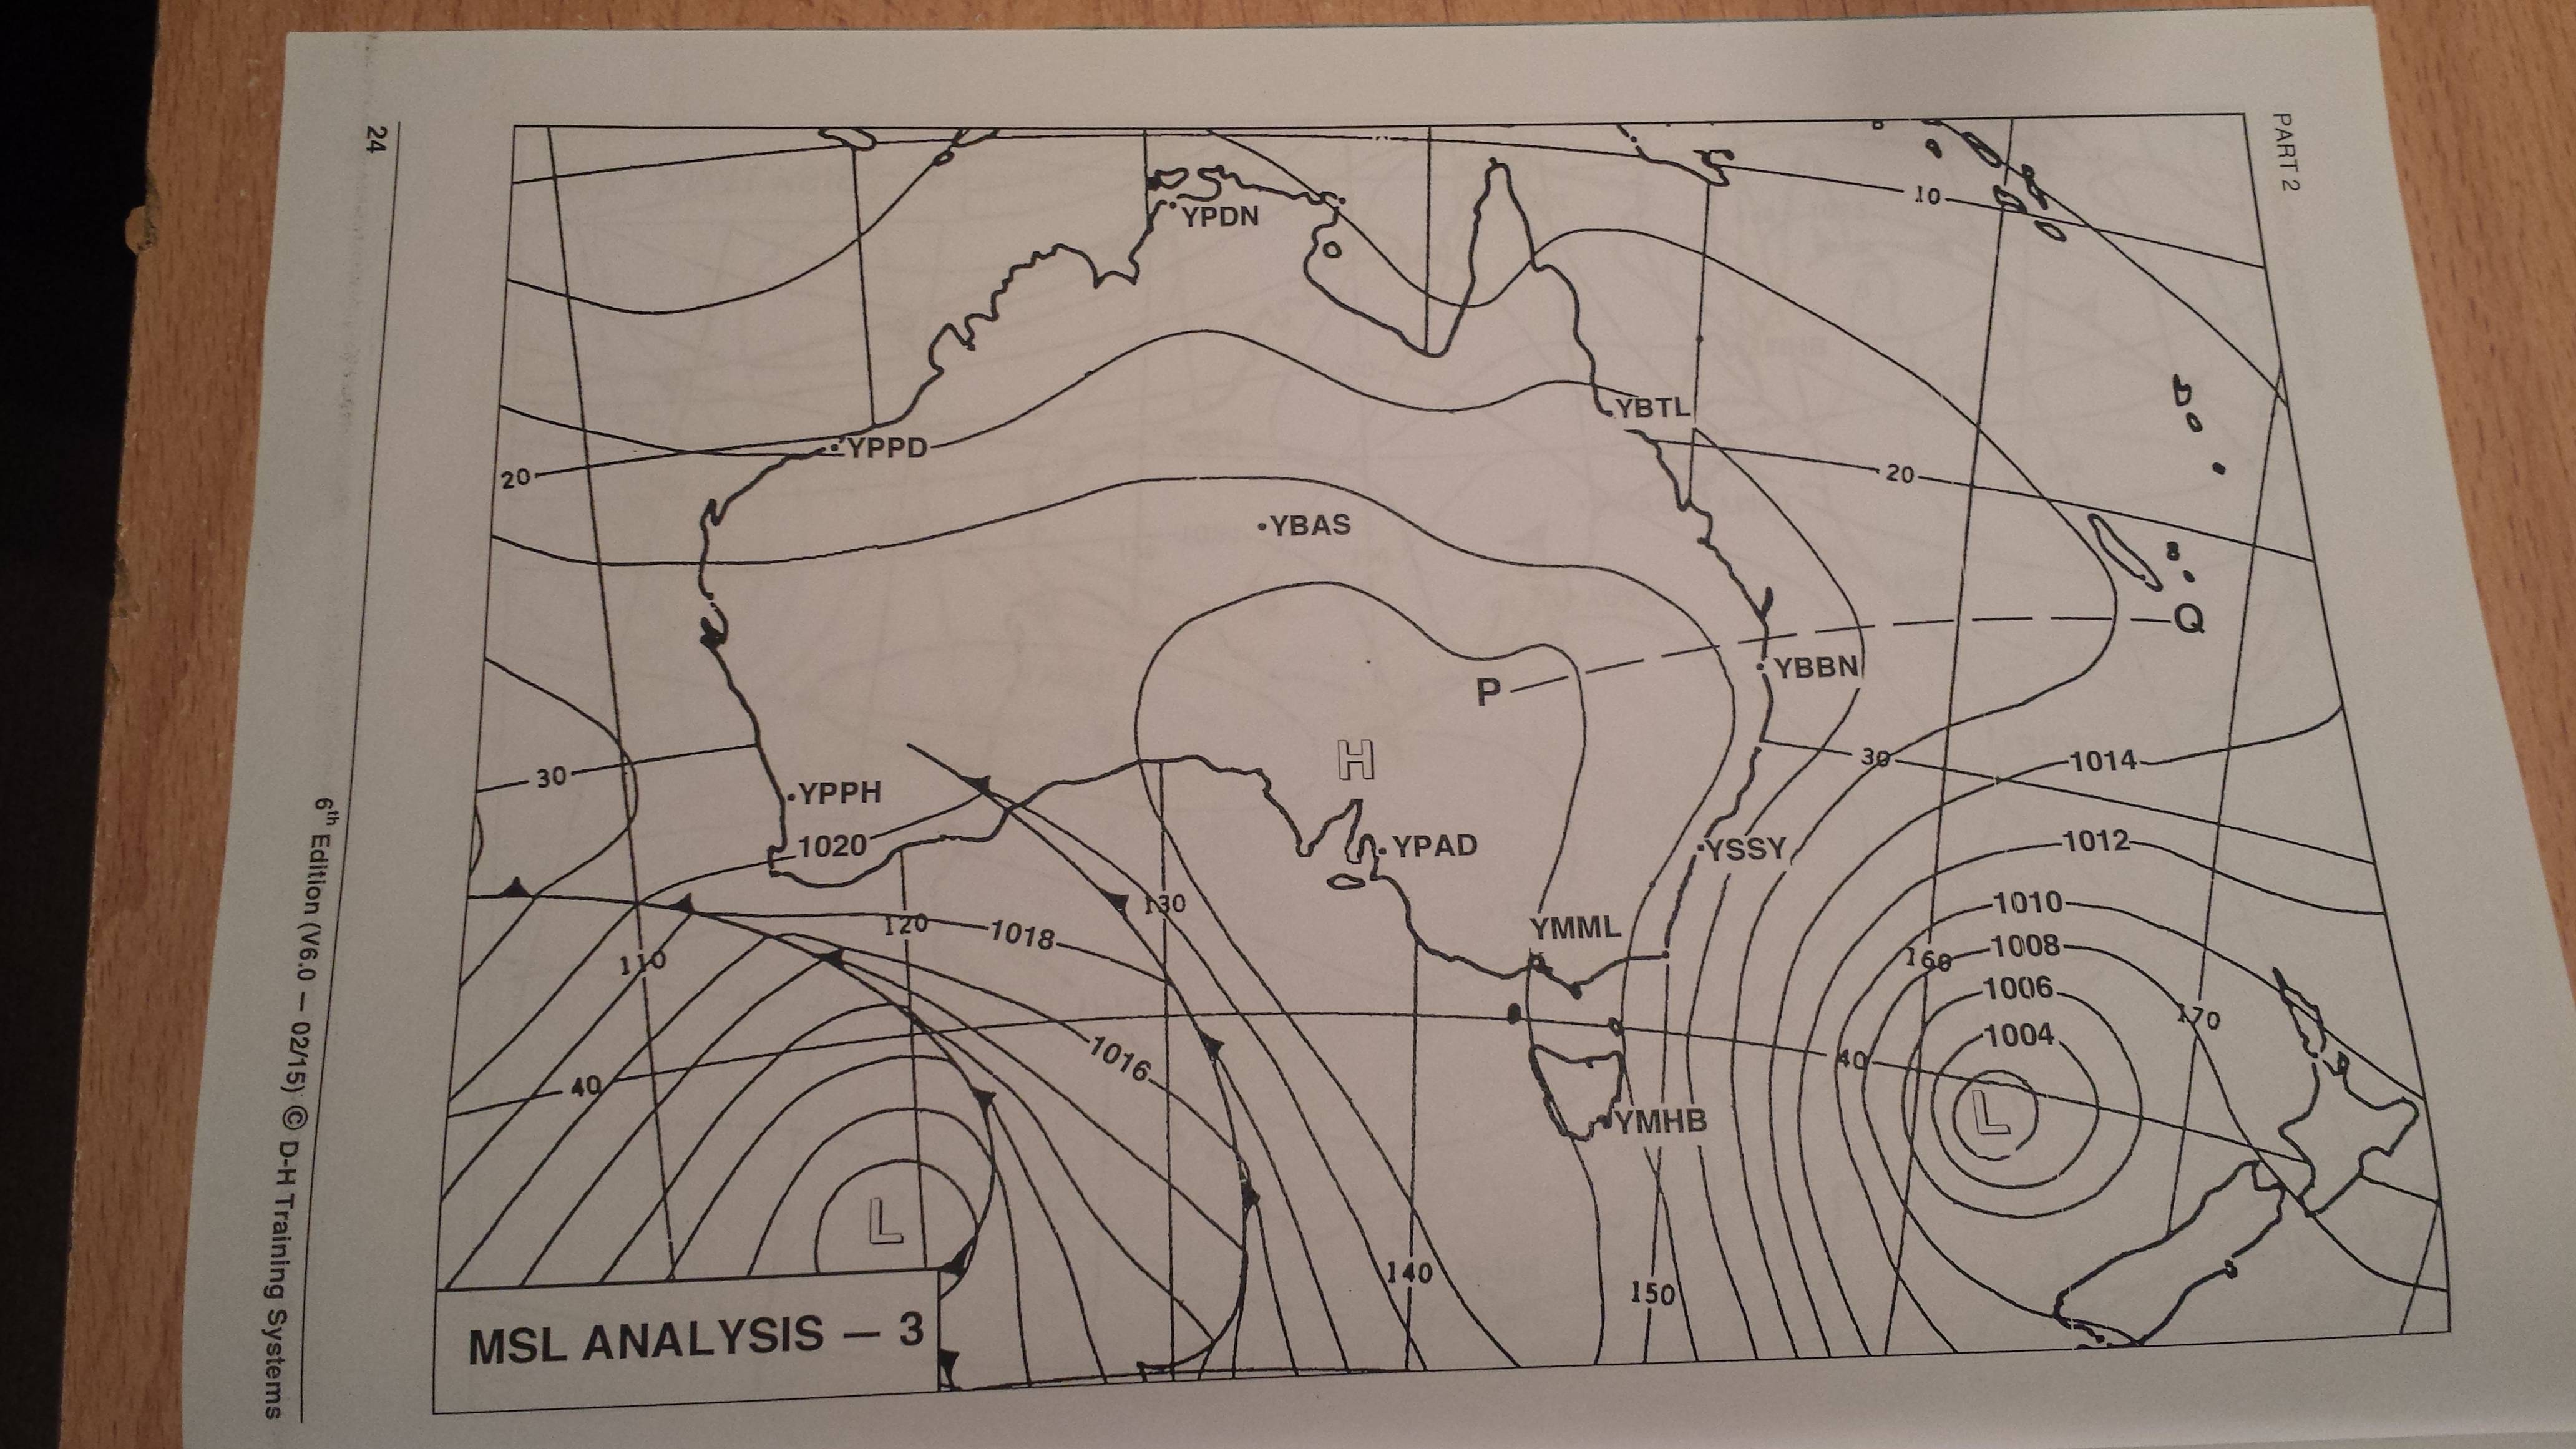 PART 2
10
YPDN
YBTL
YPPD
20
20
YBAS
Q
YBBN
P
30
1014
H
30
YPPH
1020
YPAD
YSSY
1012
130
1010
120
1018
YMML
1008
160
110
1006
170
1004
1016
40
40
YMHB
L
L
140
150
MSL ANALYSIS – 3
24
6th Edition (V6.0 – 02/15) © D-H Training Systems